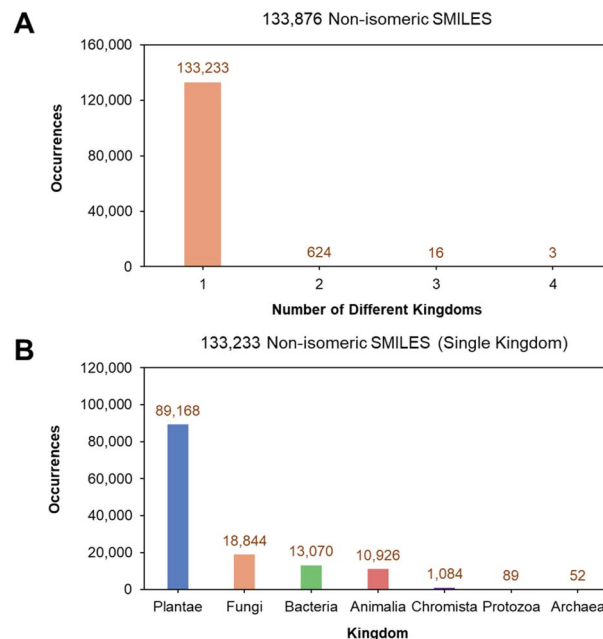 A
133,876 Non-isomeric SMILES
160,000
120,000
80,000
40,000
0
Occurrences
133,233
624
16
3
1 2 3 4
Number of Different Kingdoms
B
133,233 Non-isomeric SMILES (Single Kingdom)
120,000
100,000
80,000
60,000
40,000
20,000
0
Occurrences
89,168
18,844
13,070
10,926
1,084
89
52
Plantae Fungi Bacteria Animalia Chromista Protozoa Archaea
Kingdom